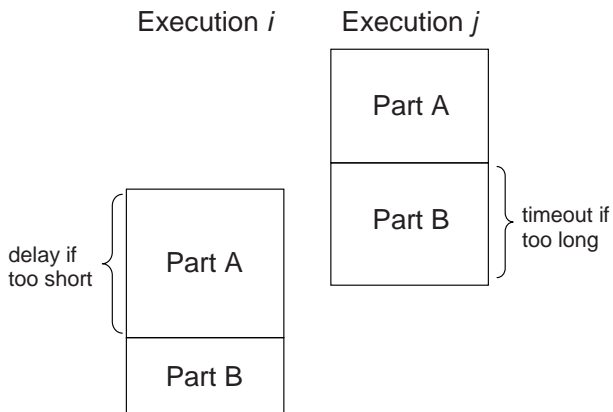 Execution i
Execution j
Part A
Part B
timeout if
too long
delay if
too short
Part A
Part B